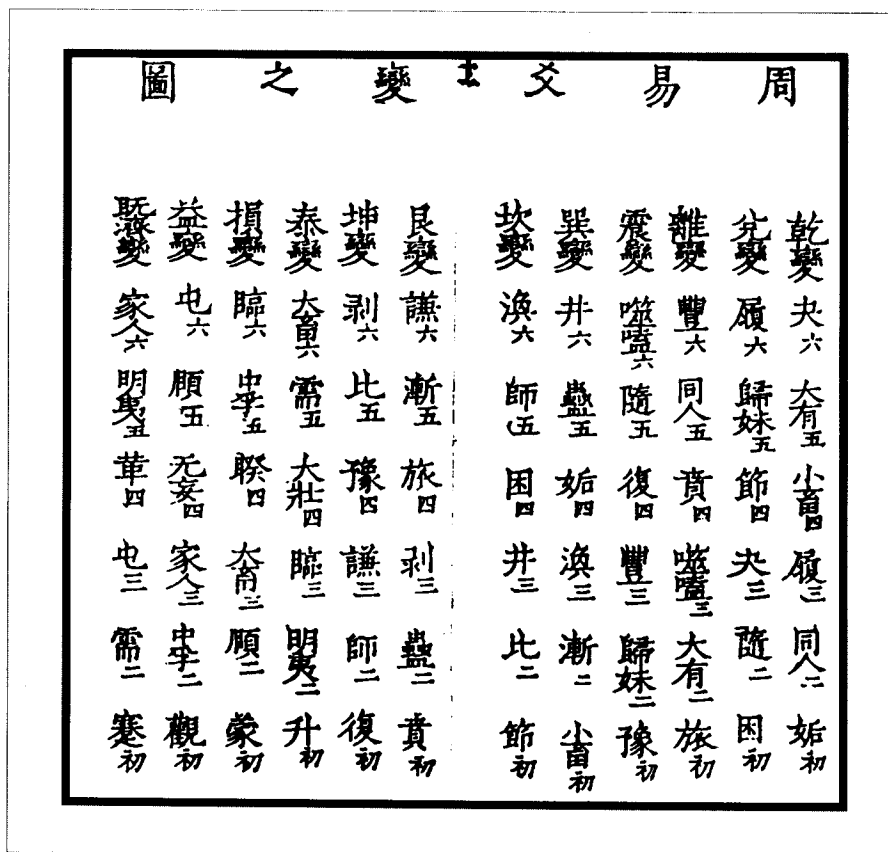 周易爻變之圖
乾變 夬六 大有五 小畜四 履三 同人二 姤初
兌變 履六 歸妹五 節四 夬三 隨二 困初
離變 豐六 同人五 賁四 噬嗑三 大有二 旅初
震變 噬嗑六 隨五 復四 豐三 歸妹二 豫初
巽變 井六 蠱五 姤四 渙三 漸二 小畜初
坎變 渙六 師五 困四 井三 比二 節初
艮變 謙六 漸五 旅四 剝三 蠱二 賁初
坤變 剝六 比五 豫四 謙三 師二 復初
泰變 大畜六 需五 大壯四 臨三 明夷二 升初
損變 臨六 中孚五 睽四 大畜三 頤二 蒙初
益變 屯六 頤五 无妄四 家人三 中孚二 觀初
既濟變 家人六 明夷五 革四 屯三 需二 蹇初